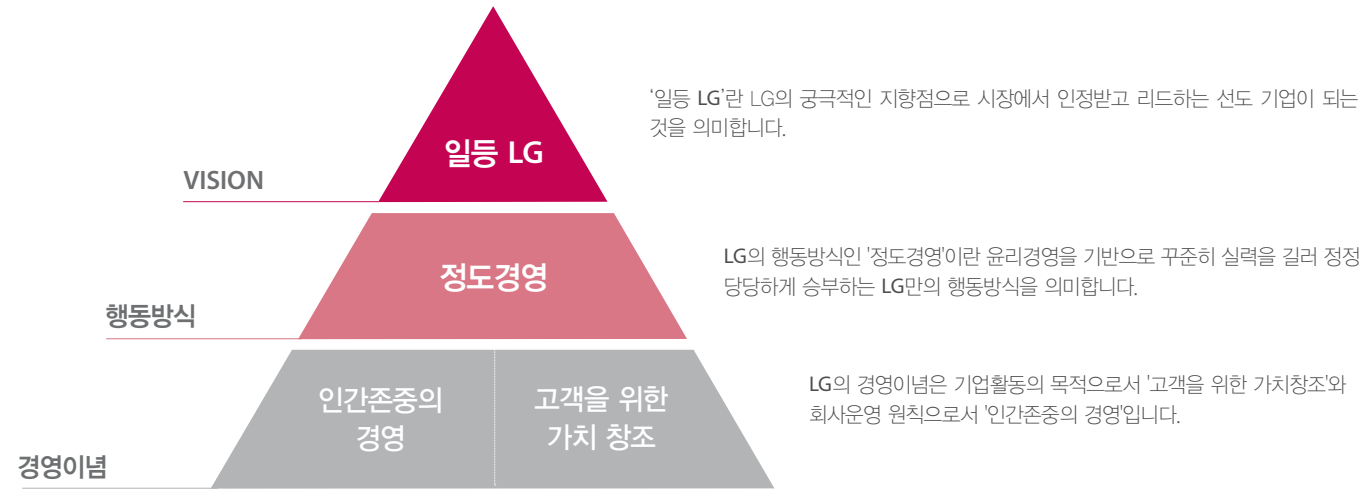 일등 LG
VISION
'일등 LG'란 LG의 궁극적인 지향점으로 시장에서 인정받고 리드하는 선도 기업이 되는
것을 의미합니다.
정도경영
행동방식
LG의 행동방식인 '정도경영'이란 윤리경영을 기반으로 꾸준히 실력을 길러 정정
당당하게 승부하는 LG만의 행동방식을 의미합니다.
인간존중의
경영
고객을 위한
가치 창조
경영이념
LG의 경영이념은 기업활동의 목적으로서 '고객을 위한 가치창조'와
회사운영 원칙으로서 '인간존중의 경영'입니다.